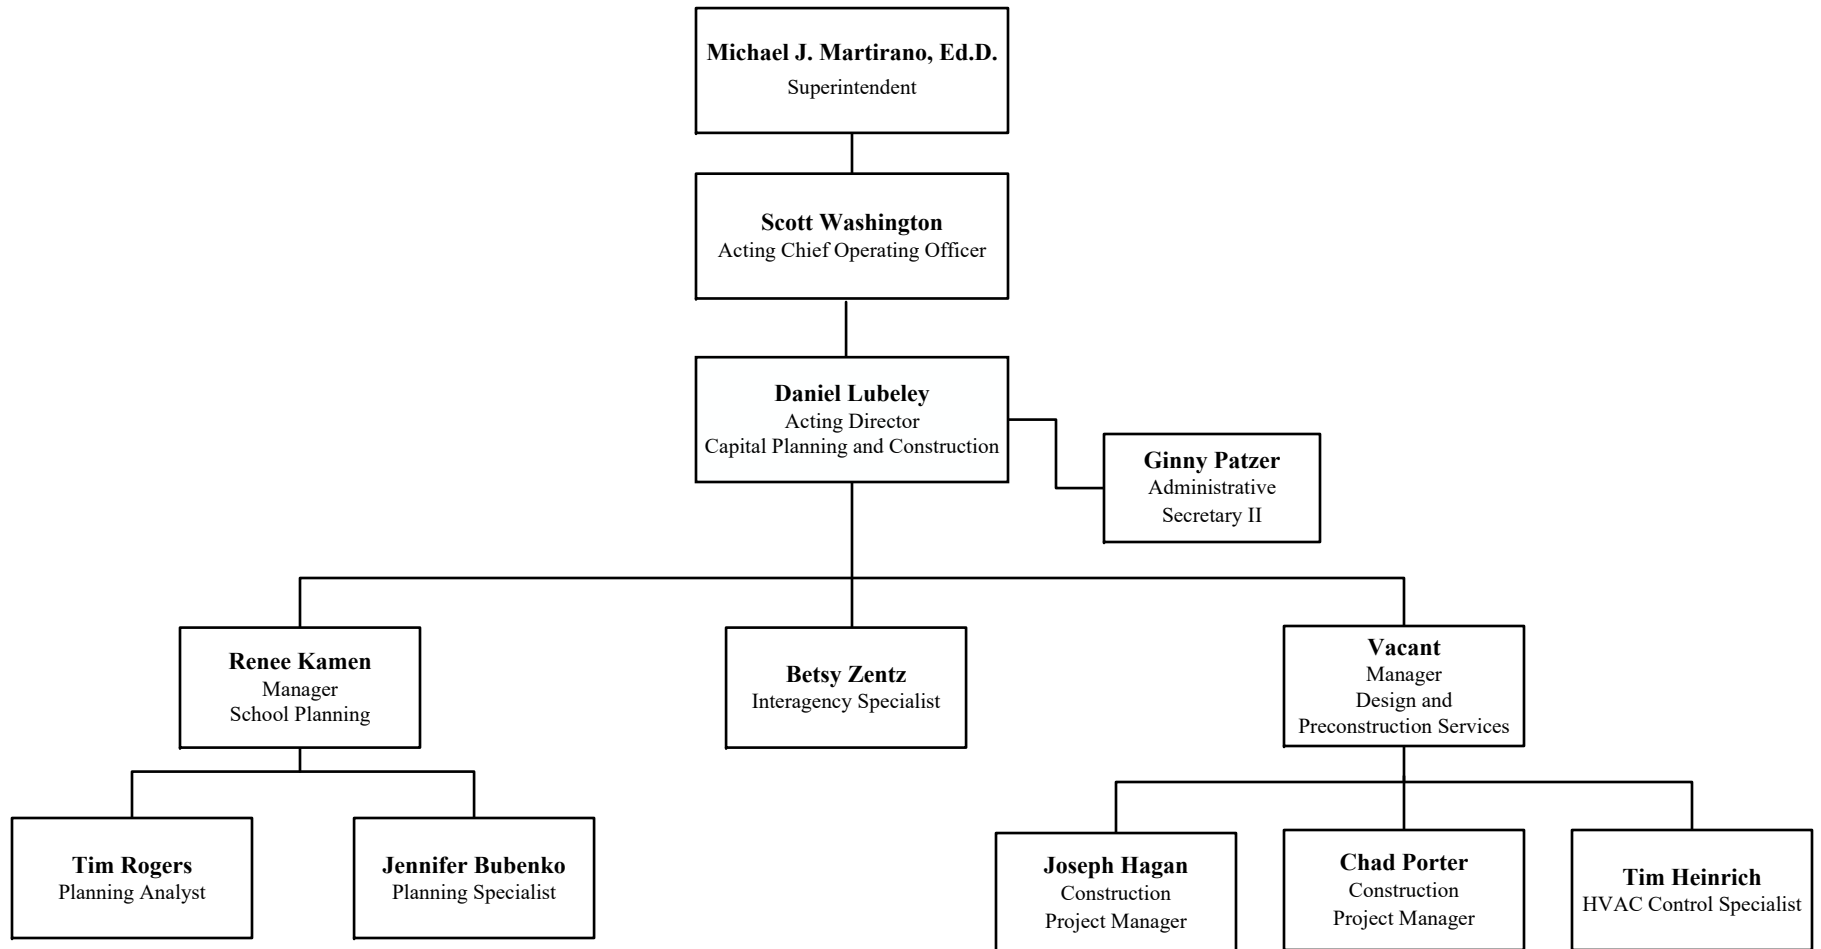 Michael J. Martirano, Ed.D.
Superintendent
Scott Washington
Acting Chief Operating Officer
Daniel Lubeley
Acting Director
Capital Planning and Construction
Ginny Patzer
Administrative
Secretary II
Renee Kamen
Manager
School Planning
Betsy Zentz
Interagency Specialist
Vacant
Manager
Design and
Preconstruction Services
Tim Rogers
Planning Analyst
Jennifer Bubenko
Planning Specialist
Joseph Hagan
Construction
Project Manager
Chad Porter
Construction
Project Manager
Tim Heinrich
HVAC Control Specialist